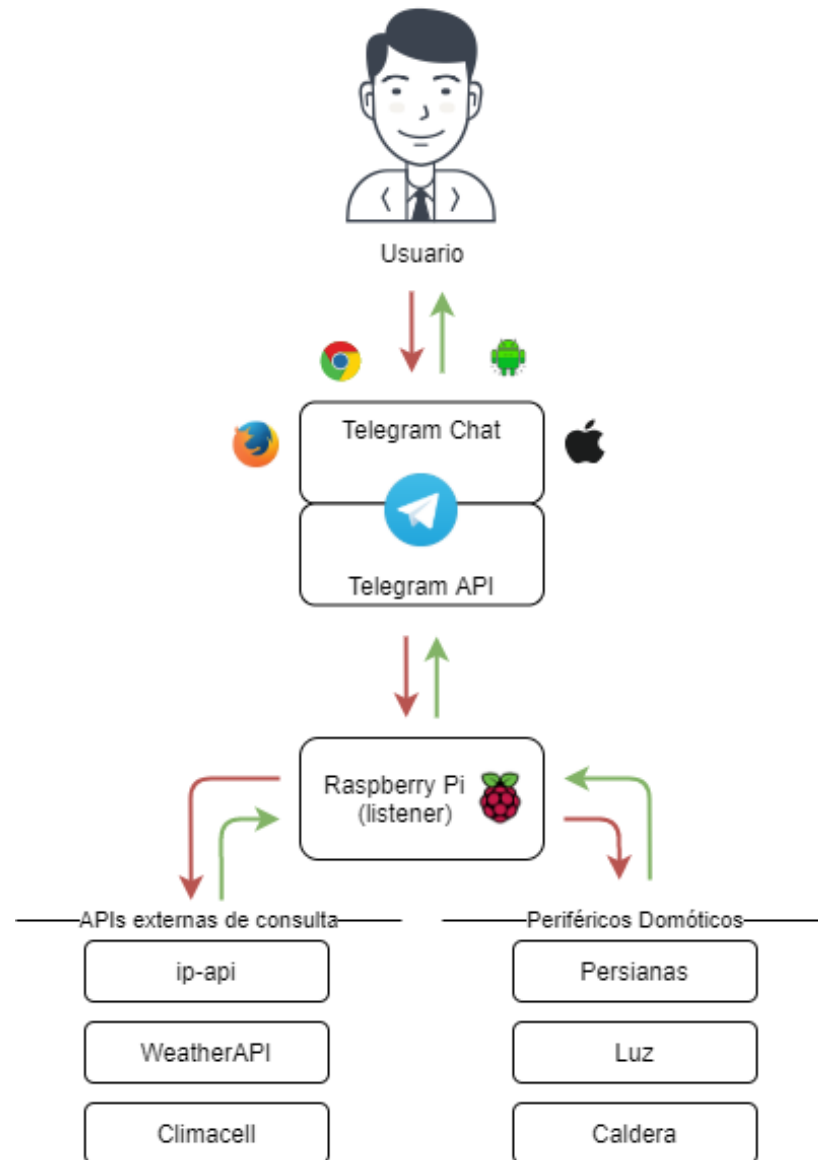 Usuario
Telegram Chat
Telegram API
Raspberry Pi
(listener)
APIs externas de consulta
ip-api
WeatherAPI
Climacell
Periféricos Domóticos
Persianas
Luz
Caldera